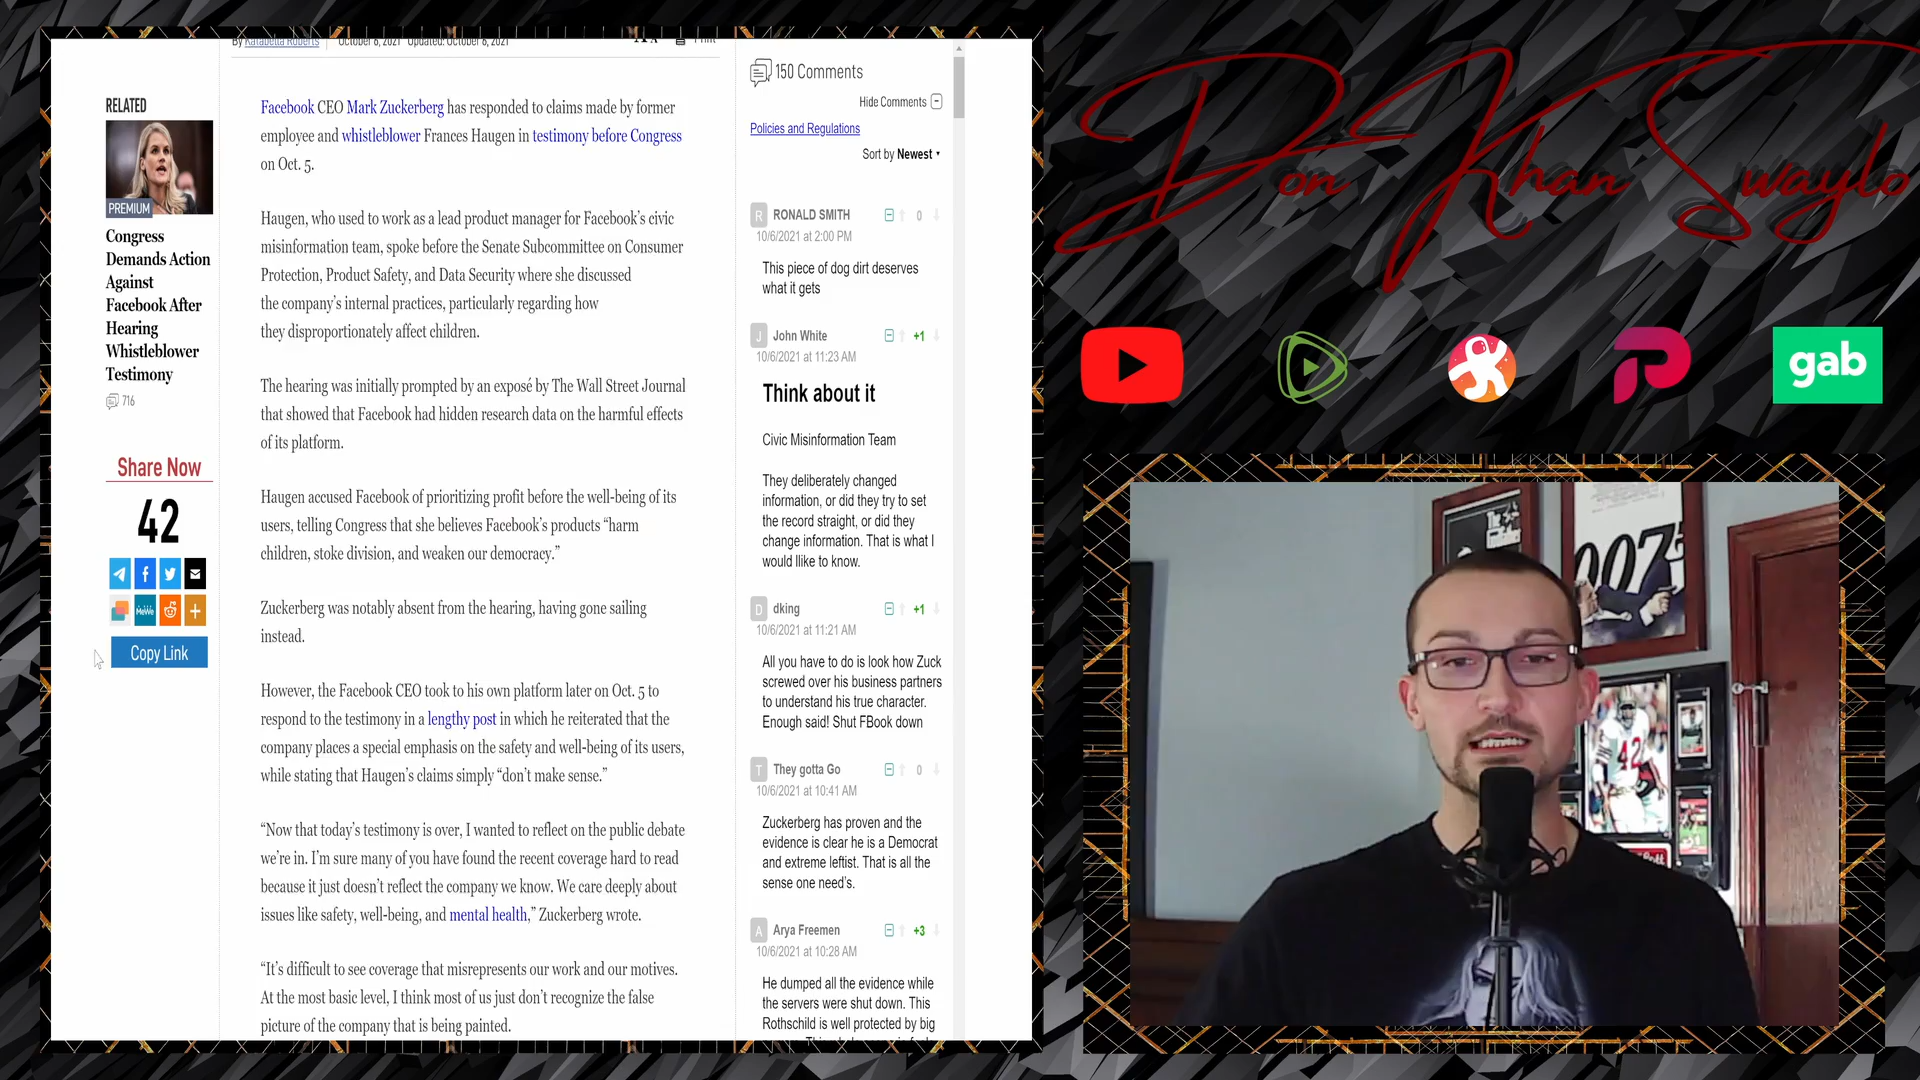 By Katabella Roberts October 6, 2021 Updated: October 6, 2021 A A Print
RELATED
PREMIUM
Congress
Demands Action
Against
Facebook After
Hearing
Whistleblower
Testimony
716
Share Now
42
MeWe
Copy Link
Facebook CEO Mark Zuckerberg has responded to claims made by former
employee and whistleblower Frances Haugen in testimony before Congress
on Oct. 5.
Haugen, who used to work as a lead product manager for Facebook's civic
misinformation team, spoke before the Senate Subcommittee on Consumer
Protection, Product Safety, and Data Security where she discussed
the company's internal practices, particularly regarding how
they disproportionately affect children.
The hearing was initially prompted by an exposé by The Wall Street Journal
that showed that Facebook had hidden research data on the harmful effects
of its platform.
Haugen accused Facebook of prioritizing profit before the well-being of its
users, telling Congress that she believes Facebook's products “harm
children, stoke division, and weaken our democracy.”
Zuckerberg was notably absent from the hearing, having gone sailing
instead.
However, the Facebook CEO took to his own platform later on Oct. 5 to
respond to the testimony in a lengthy post in which he reiterated that the
company places a special emphasis on the safety and well-being of its users,
while stating that Haugen's claims simply “don't make sense.”
“Now that today's testimony is over, I wanted to reflect on the public debate
we're in. I'm sure many of you have found the recent coverage hard to read
because it just doesn't reflect the company we know. We care deeply about
issues like safety, well-being, and mental health,” Zuckerberg wrote.
“It's difficult to see coverage that misrepresents our work and our motives.
At the most basic level, I think most of us just don't recognize the false
picture of the company that is being painted.
150 Comments
Hide Comments
Policies and Regulations
Sort by Newest
R RONALD SMITH 0
10/6/2021 at 2:00 PM
This piece of dog dirt deserves
what it gets
J John White +1
10/6/2021 at 11:23 AM
Think about it
Civic Misinformation Team
They deliberately changed
information, or did they try to set
the record straight, or did they
change information. That is what I
would llike to know.
D dking +1
10/6/2021 at 11:21 AM
All you have to do is look how Zuck
screwed over his business partners
to understand his true character.
Enough said! Shut FBook down
T They gotta Go 0
10/6/2021 at 10:41 AM
Zuckerberg has proven and the
evidence is clear he is a Democrat
and extreme leftist. That is all the
sense one need's.
A Arya Freemen +3
10/6/2021 at 10:28 AM
He dumped all the evidence while
the servers were shut down. This
Rothschild is well protected by big
Don Khan Swaylo
gab
007
42